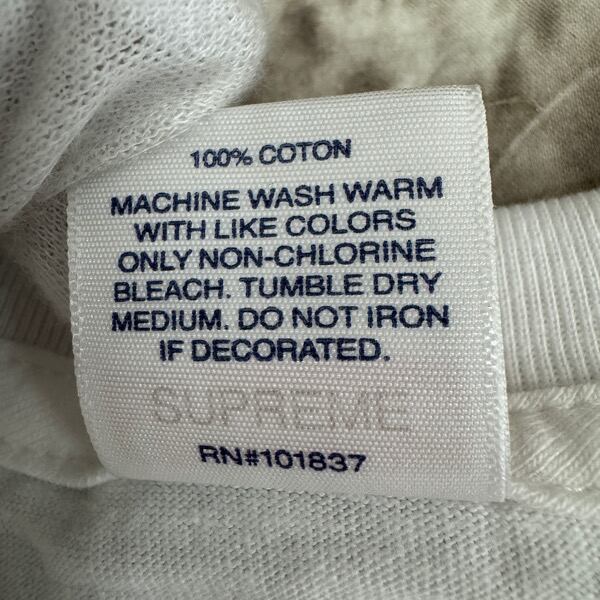 100% COTON
MACHINE WASH WARM
WITH LIKE COLORS
ONLY NON-CHLORINE
BLEACH. TUMBLE DRY
MEDIUM. DO NOT IRON
IF DECORATED.
SUPREME
RN#101837